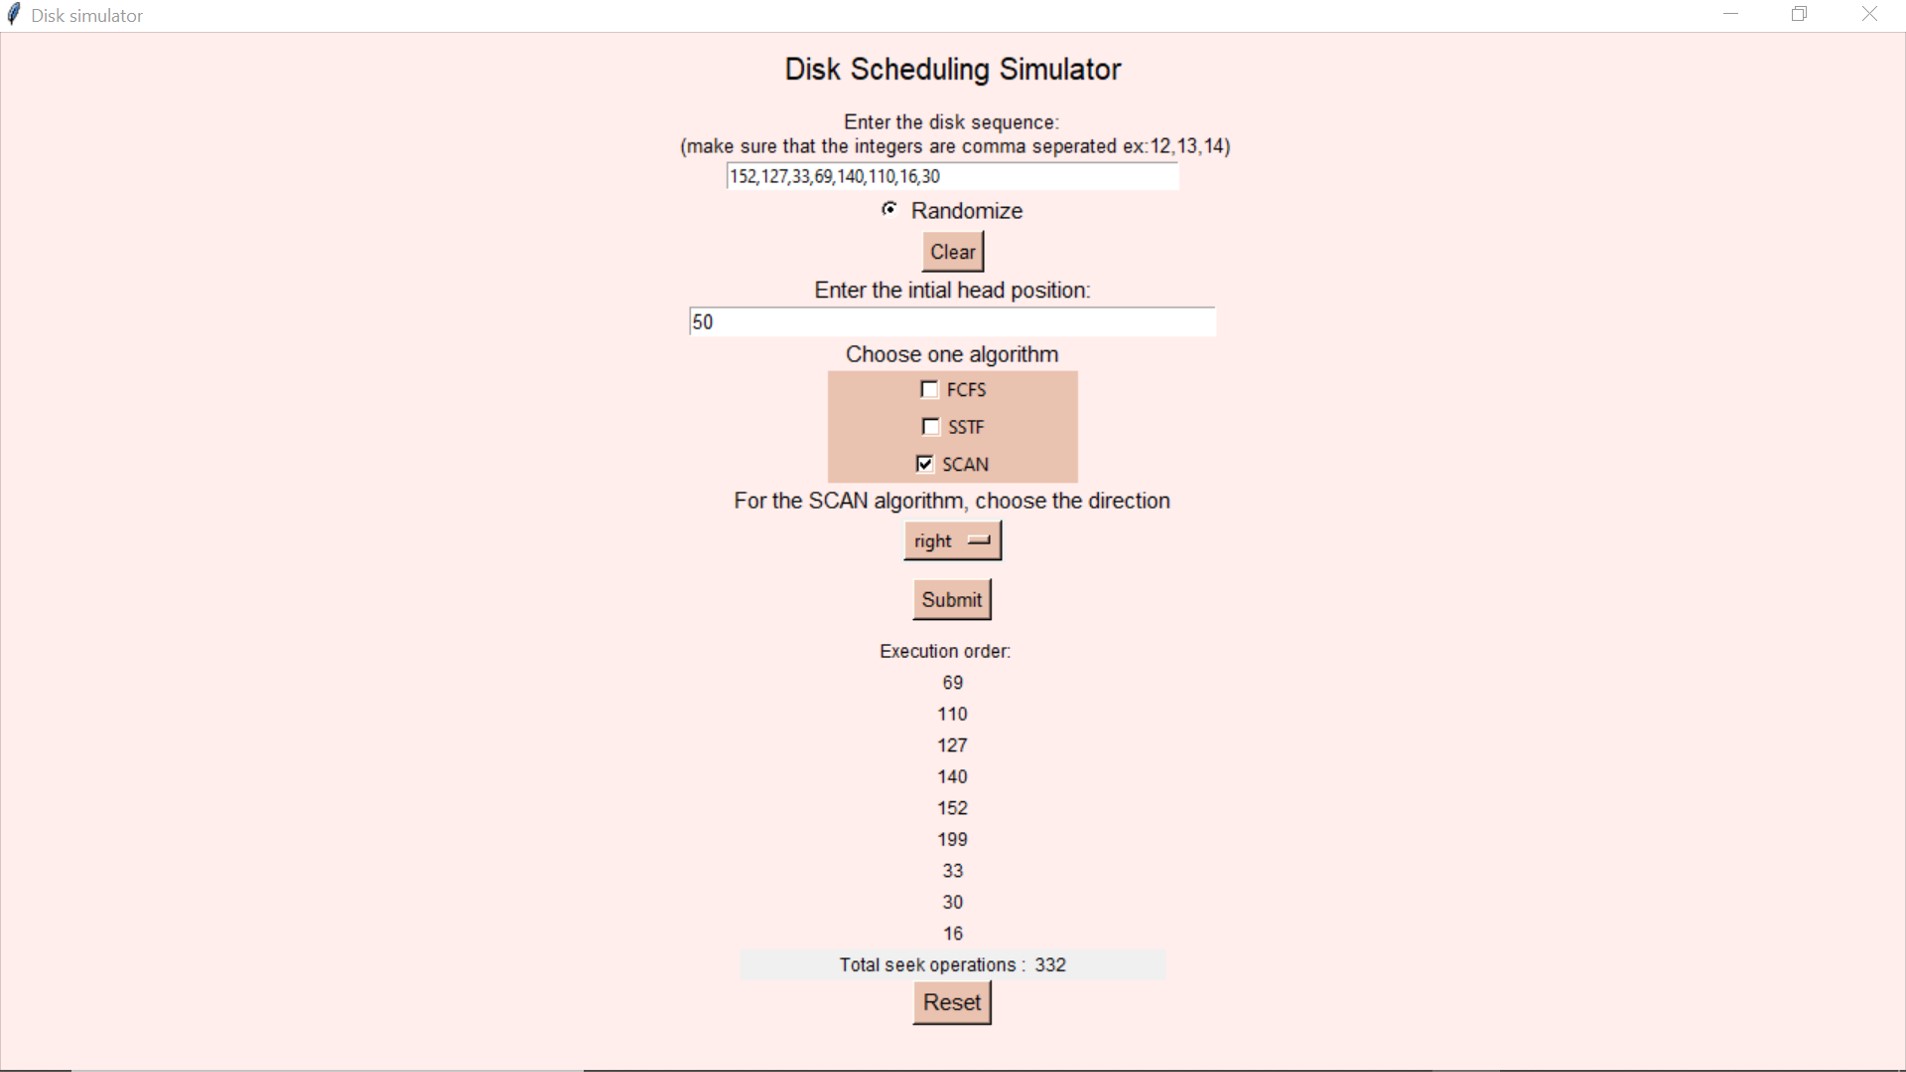 Disk simulator
Disk Scheduling Simulator
Enter the disk sequence:
(make sure that the integers are comma seperated ex:12,13,14)
152,127,33,69,140,110,16,30
Randomize
Clear
Enter the intial head position:
50
Choose one algorithm
FCFS
SSTF
SCAN
For the SCAN algorithm, choose the direction
right
Submit
Execution order:
69
110
127
140
152
199
33
30
16
Total seek operations : 332
Reset